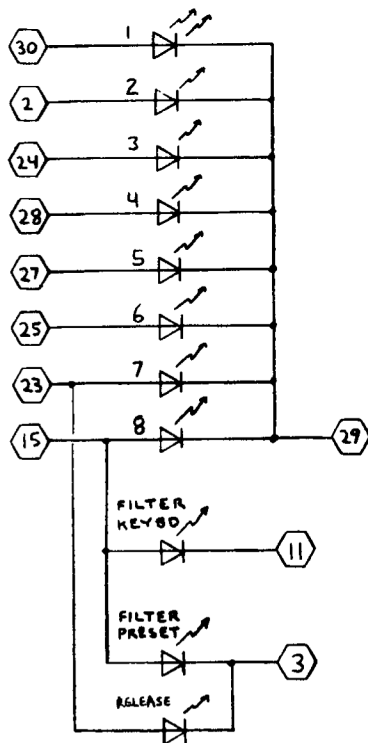 30 1
2 2
24 3
28 4
27 5
25 6
23 7
15 8 29
FILTER
KEYBD 11
FILTER
PRESET 3
RELEASE